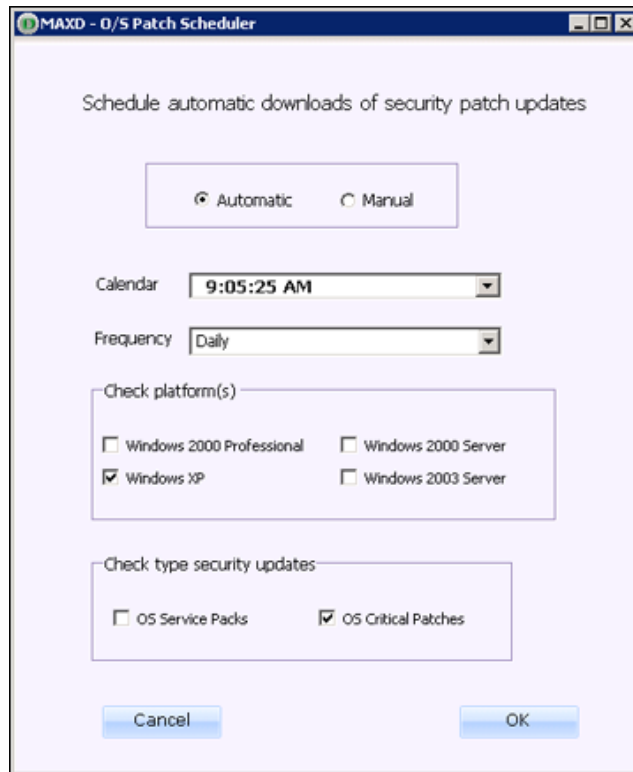 MAXD - O/S Patch Scheduler
Schedule automatic downloads of security patch updates
Automatic Manual
Calendar 9:05:25 AM
Frequency Daily
Check platform(s)
Windows 2000 Professional Windows 2000 Server
Windows XP Windows 2003 Server
Check type security updates
OS Service Packs OS Critical Patches
Cancel OK